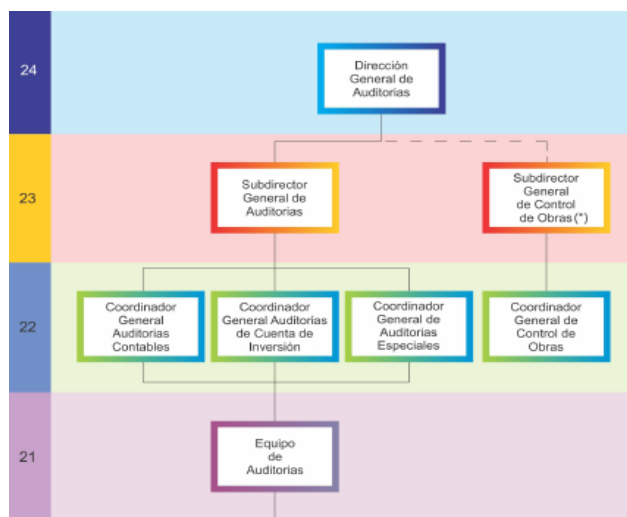 24
Dirección
General de
Auditorias
23
Subdirector
General de
Auditorias
Subdirector
General
de Control
de Obras (*)
22
Coordinador
General
Auditorias
Contables
Coordinador
General Auditorias
de Cuenta de
Inversión
Coordinador
General de
Auditorias
Especiales
Coordinador
General de
Control de
Obras
21
Equipo
de
Auditorias